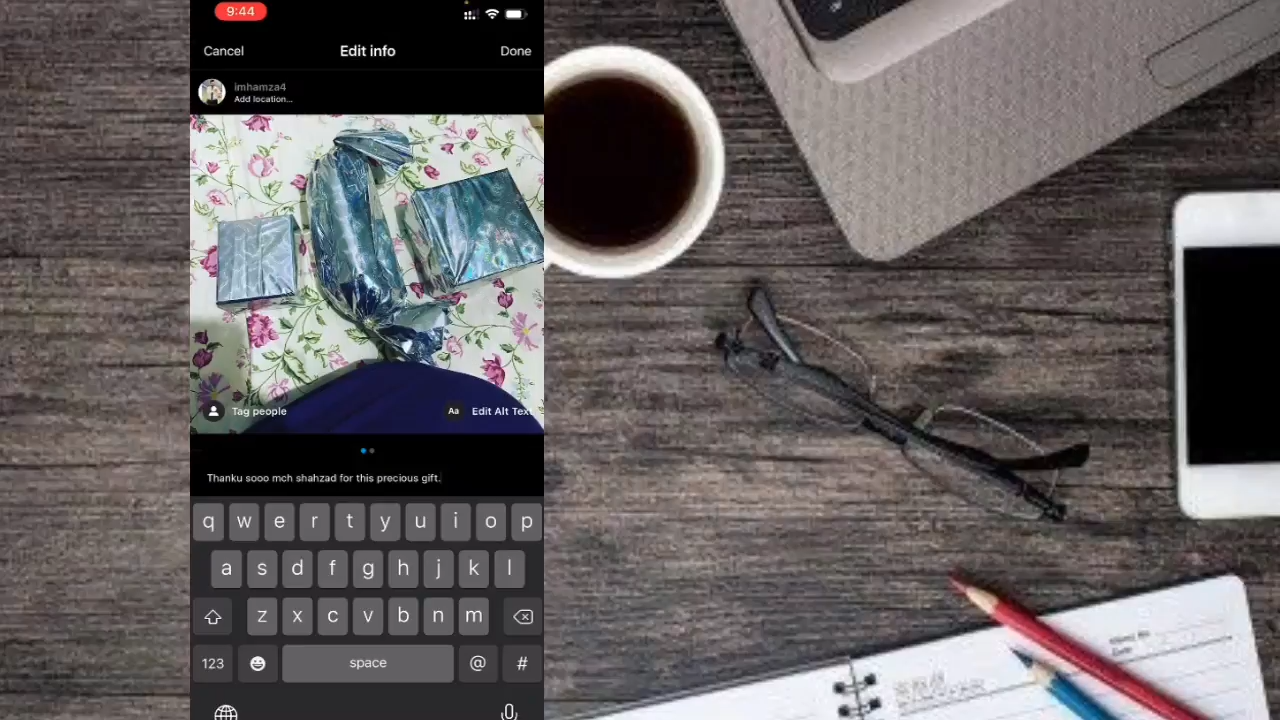 9:44
Cancel
Edit info
Done
imhamza4
Add location...
Tag people
Aa
Edit Alt Text
Thanku sooo mch shahzad for this precious gift.
q w e r t y u i o p
a s d f g h j k l
z x c v b n m
123
space
@
#